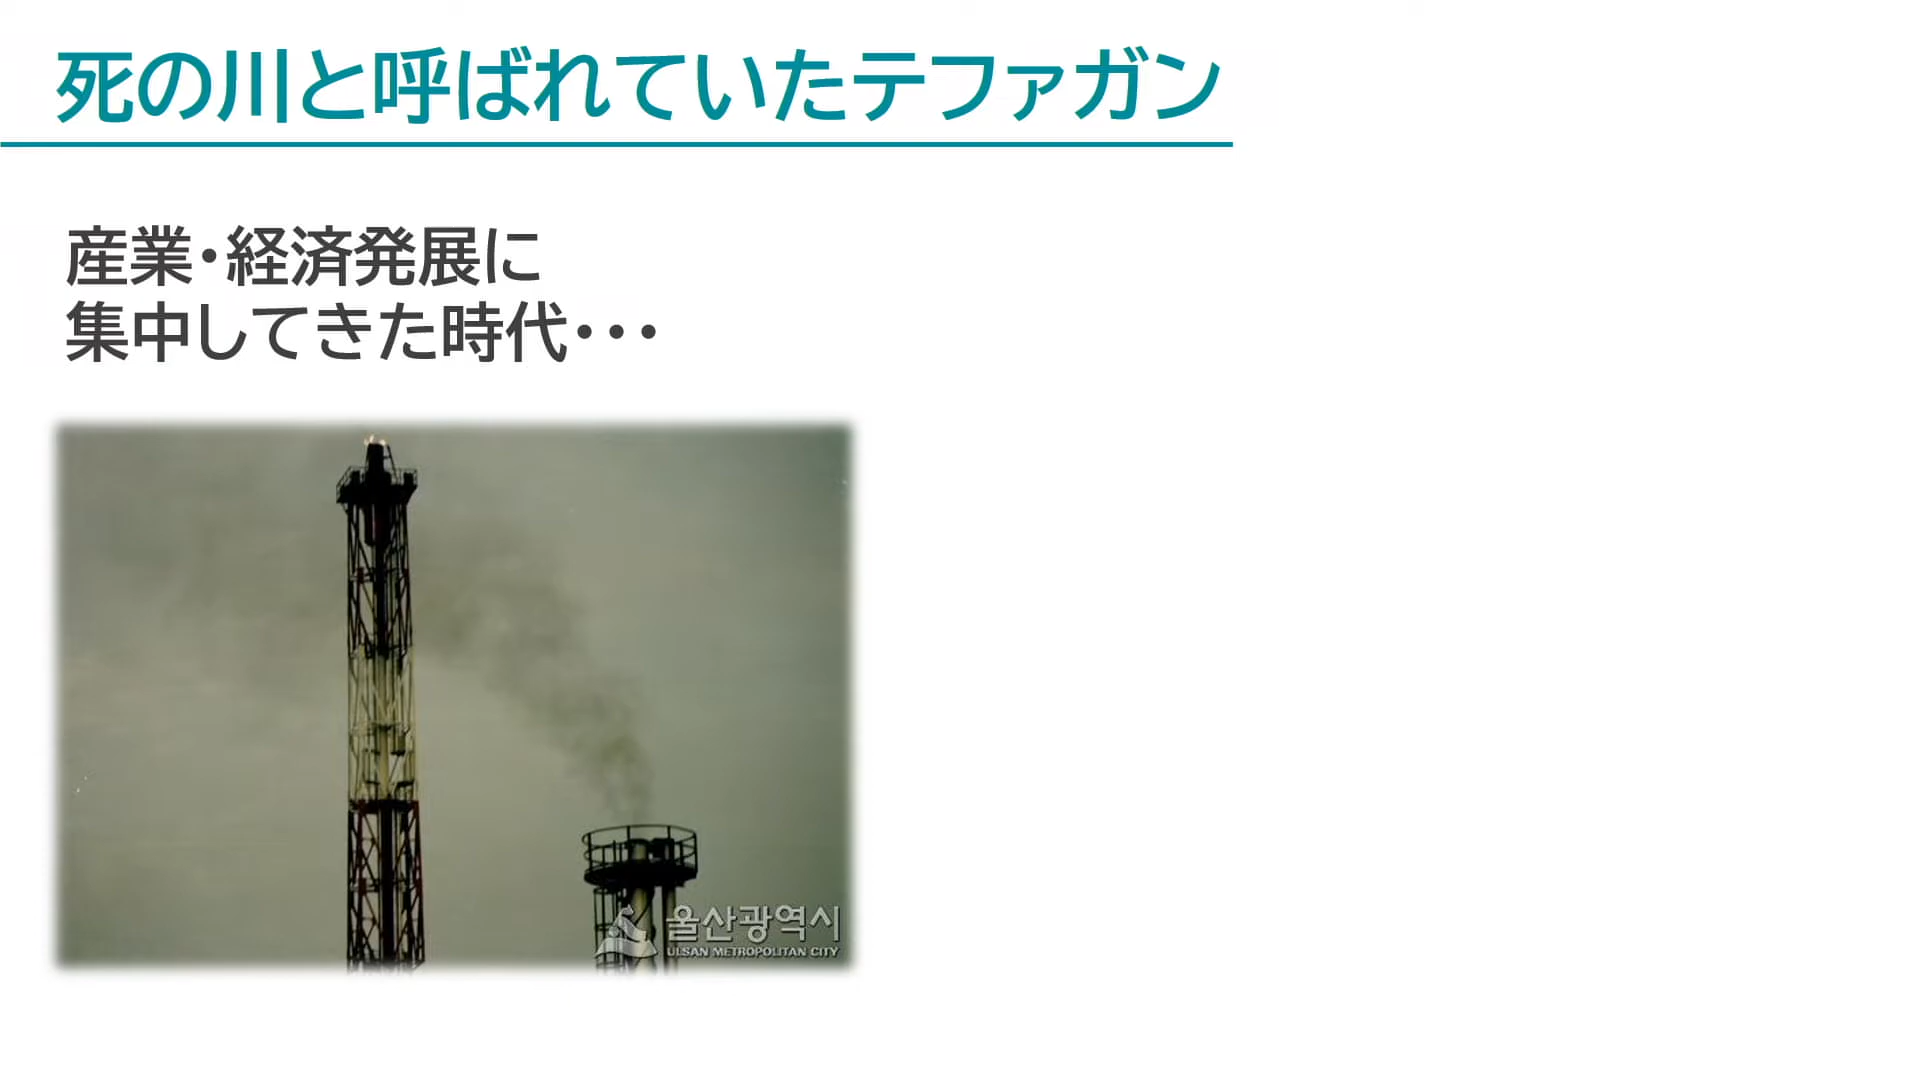 死の川と呼ばれていたテファガン
産業・経済発展に
集中してきた時代・・・
울산광역시
ULSAN METROPOLITAN CITY